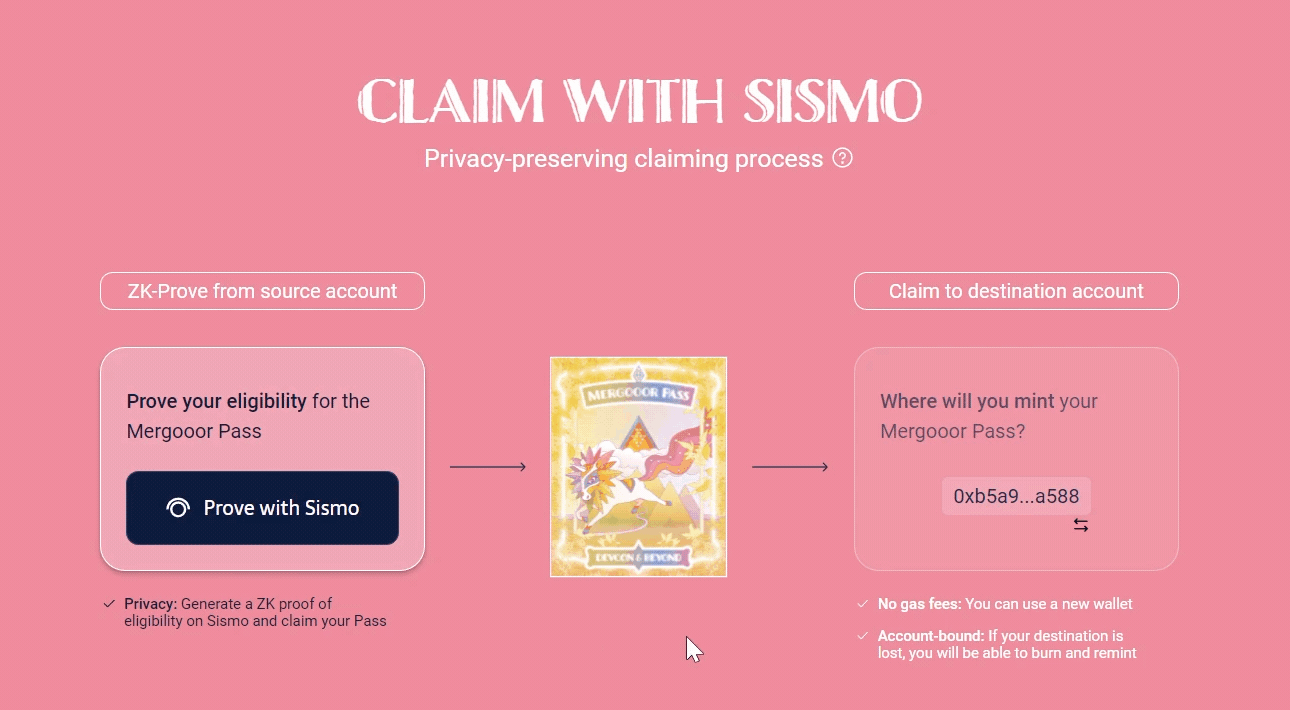 CLAIM WITH SISMO
Privacy-preserving claiming process ?
ZK-Prove from source account
Claim to destination account
Prove your eligibility for the
Mergooor Pass
Prove with Sismo
Privacy: Generate a ZK proof of
eligibility on Sismo and claim your Pass
MERGOOOR PASS
DEVCON & BEYOND
Where will you mint your
Mergooor Pass?
0xb5a9...a588
No gas fees: You can use a new wallet
Account-bound: If your destination is
lost, you will be able to burn and remint